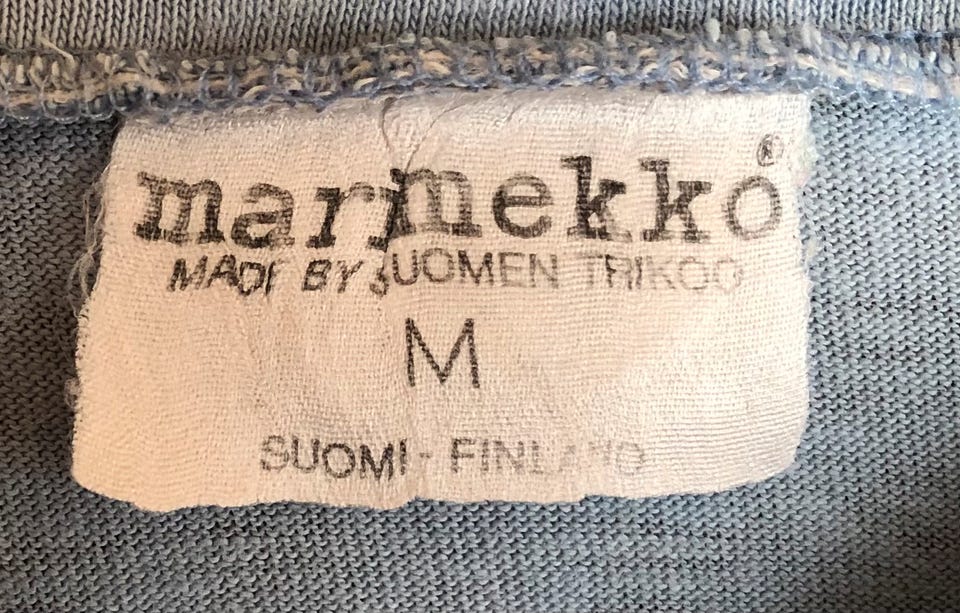 marimekko®
MADE BY SUOMEN TRIKOO
M
SUOMI - FINLAND